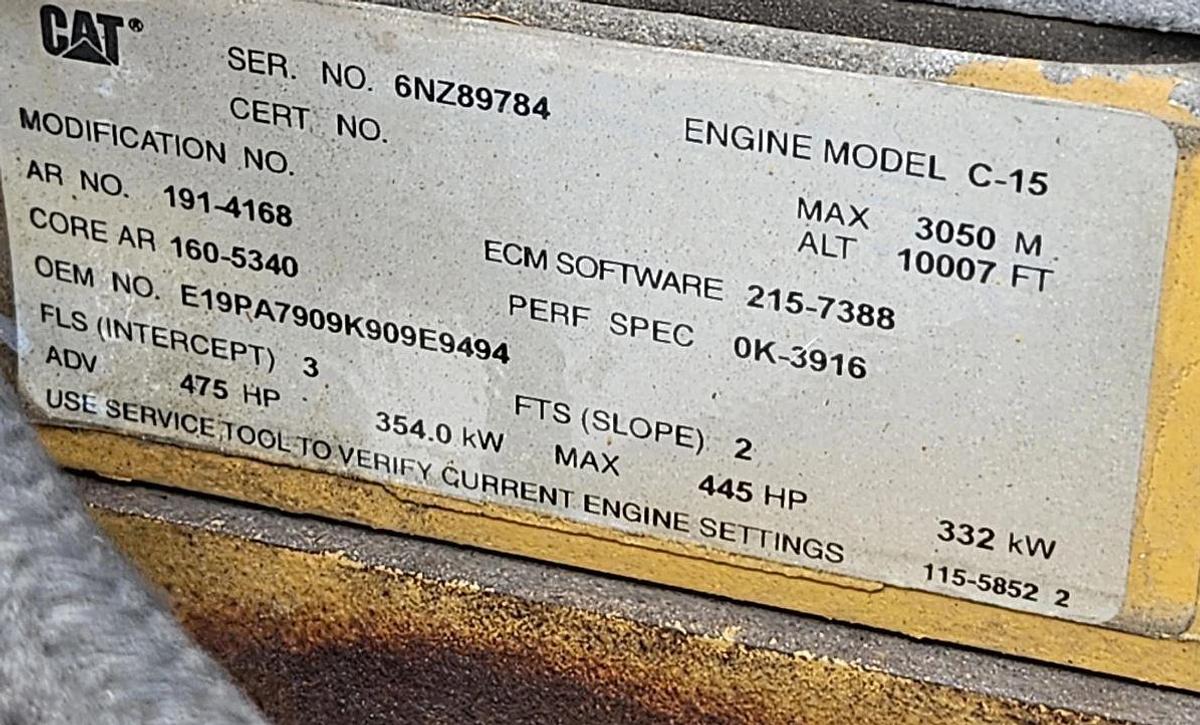 CAT®
SER. NO. 6NZ89784
CERT NO.
ENGINE MODEL C-15
MODIFICATION NO.
AR NO. 191-4168
MAX ALT 3050 M 10007 FT
CORE AR 160-5340
ECM SOFTWARE 215-7388
OEM NO. E19PA7909K909E9494
PERF SPEC 0K-3916
FLS (INTERCEPT) 3
FTS (SLOPE) 2
ADV 475 HP 354.0 kW MAX 445 HP 332 kW
USE SERVICE TOOL TO VERIFY CURRENT ENGINE SETTINGS 115-5852 2